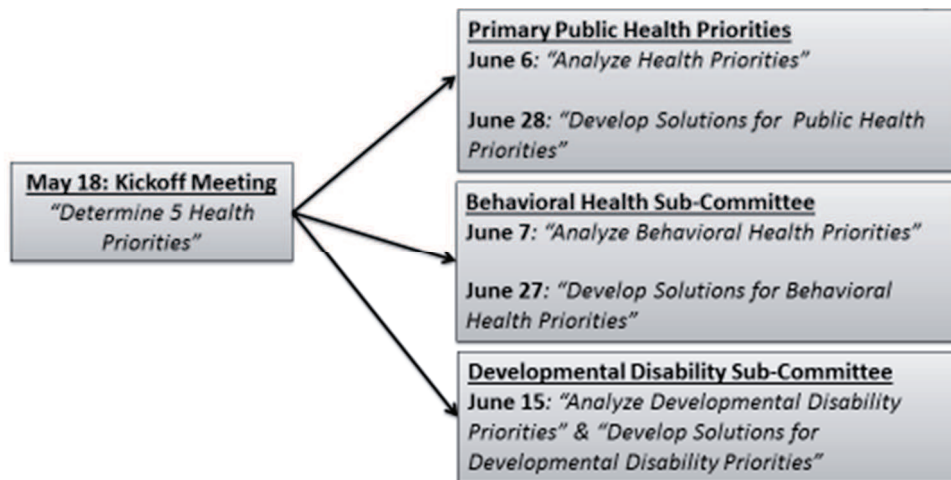 May 18: Kickoff Meeting
“Determine 5 Health
Priorities”
Primary Public Health Priorities
June 6: “Analyze Health Priorities”
June 28: “Develop Solutions for Public Health
Priorities”
Behavioral Health Sub-Committee
June 7: “Analyze Behavioral Health Priorities”
June 27: “Develop Solutions for Behavioral
Health Priorities”
Developmental Disability Sub-Committee
June 15: “Analyze Developmental Disability
Priorities” & “Develop Solutions for
Developmental Disability Priorities”